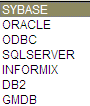 SYBASE
ORACLE
ODBC
SQLSERVER
INFORMIX
DB2
GMDB